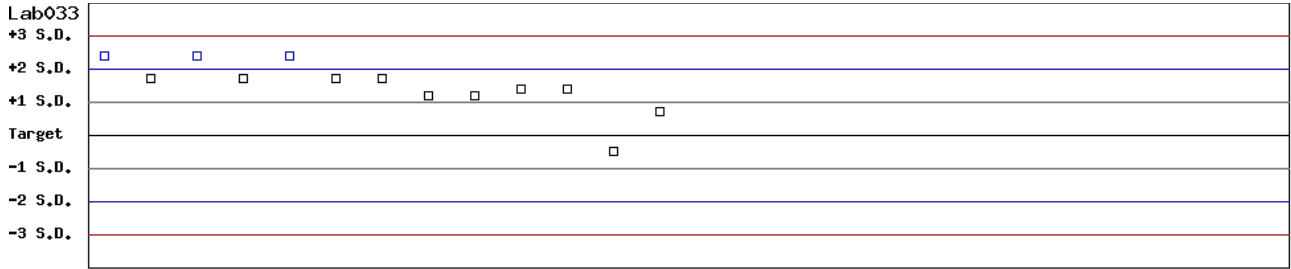 Lab033
+3 S.D.
+2 S.D.
+1 S.D.
Target
-1 S.D.
-2 S.D.
-3 S.D.